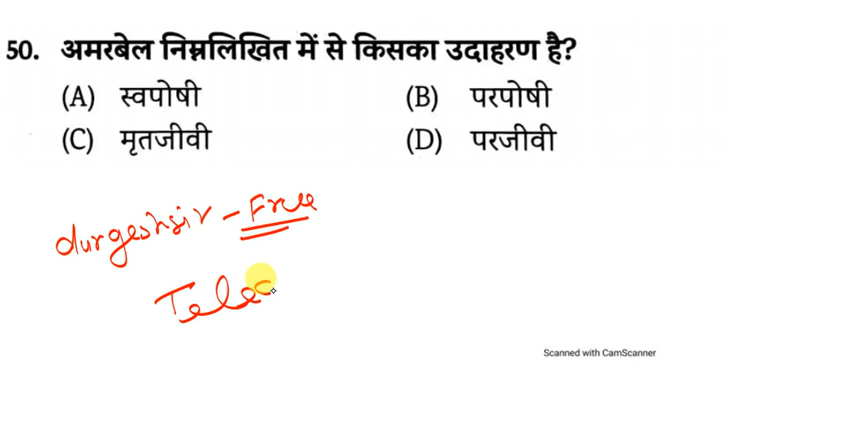 50. अमरबेल निम्नलिखित में से किसका उदाहरण है?
(A) स्वपोषी (B) परपोषी
(C) मृतजीवी (D) परजीवी
durgeshsir - Free
Tele
Scanned with CamScanner